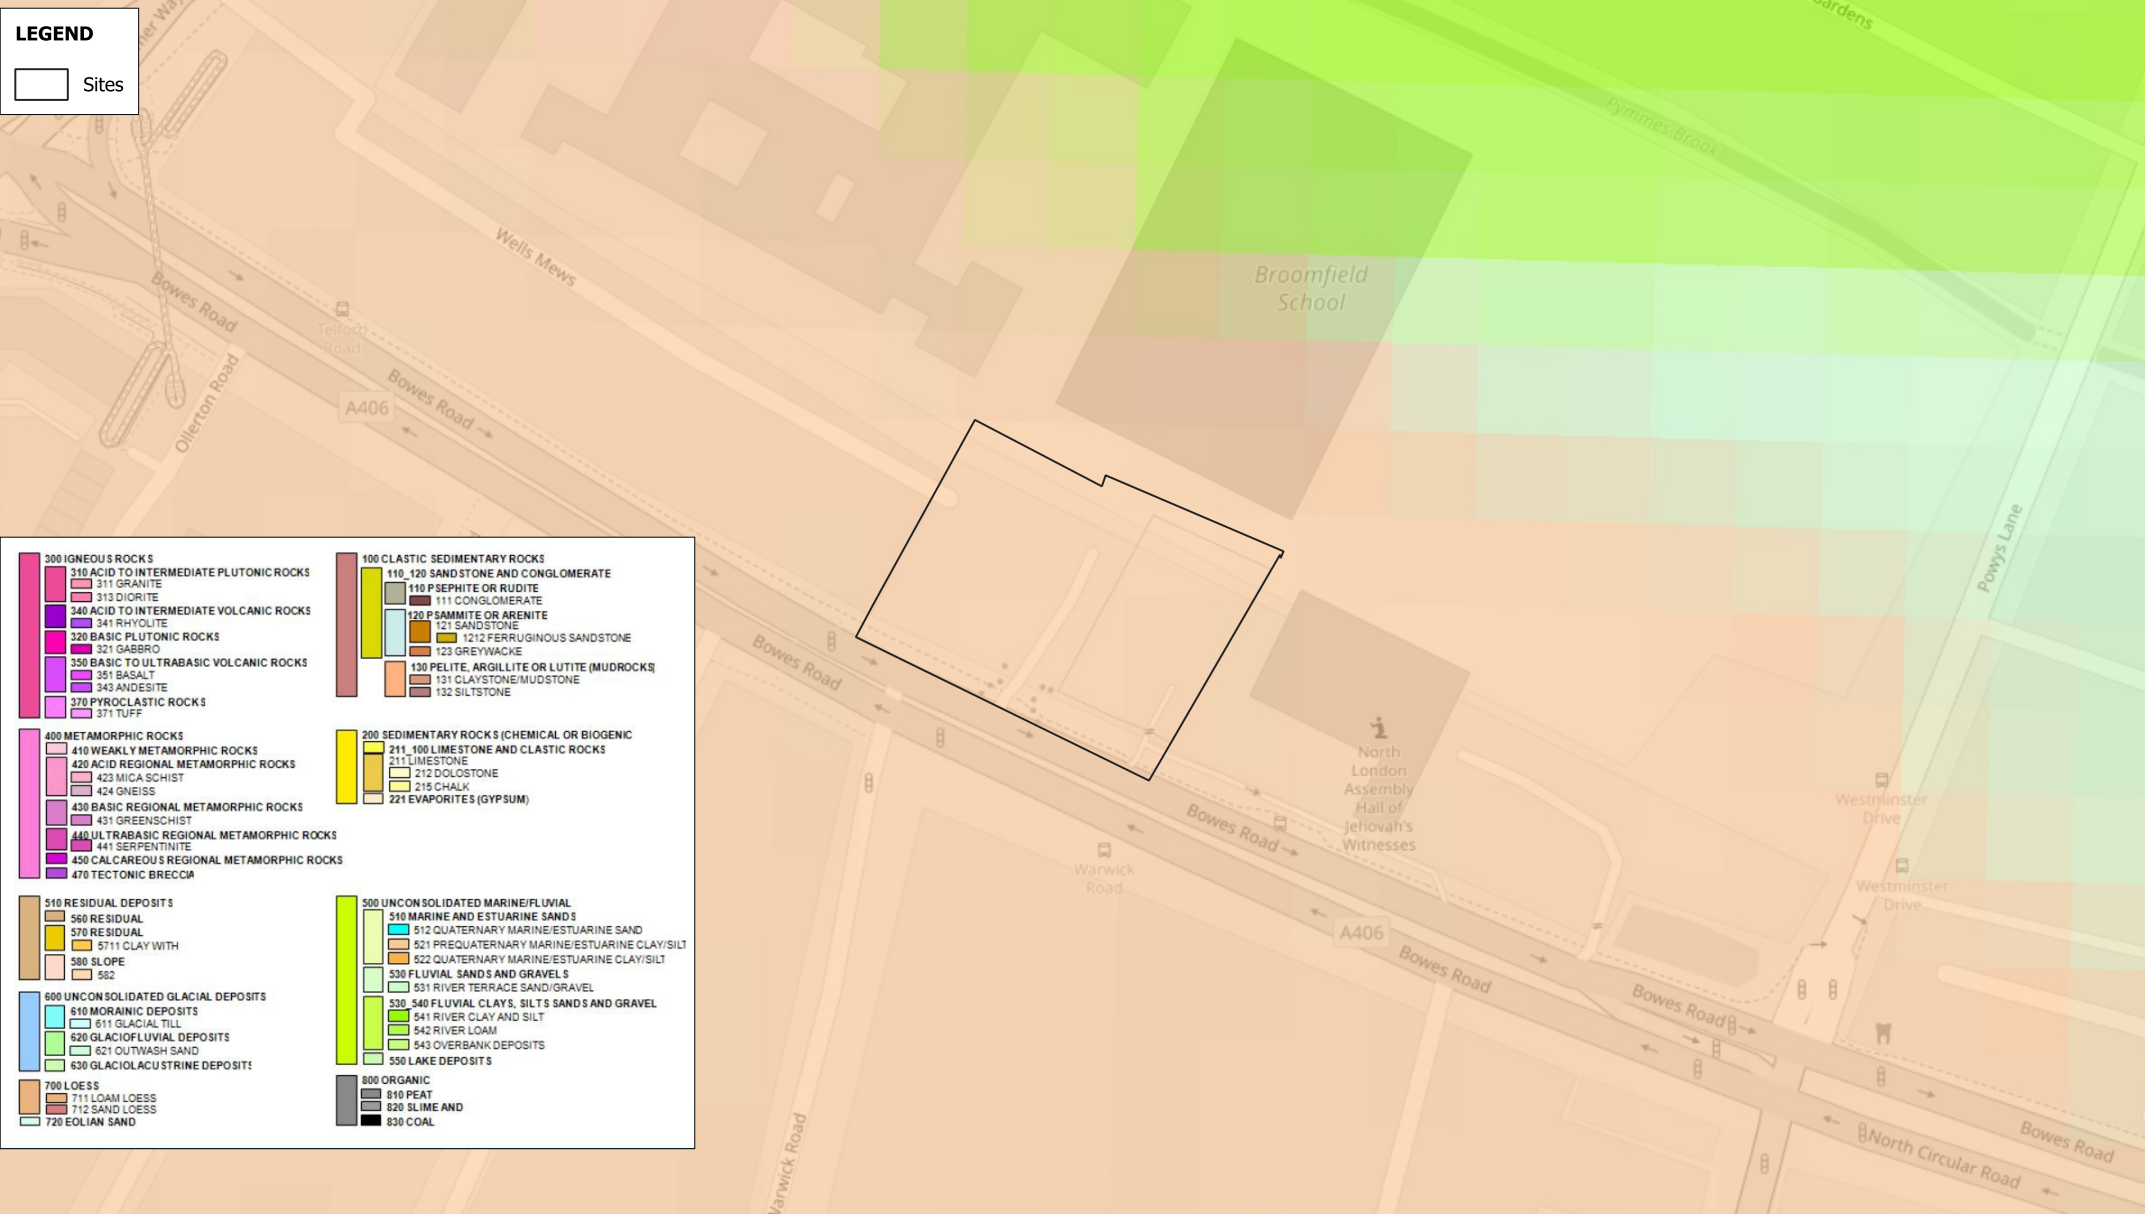 LEGEND
Sites
Gardens
Pymmes Brook
Wells Mews
Broomfield
School
Bowes Road
Telford
Road
Bowes Road
A406
Ollerton Road
Powys Lane
Bowes Road
North
London
Assembly
Hall of
Jehovah's
Witnesses
Westminster
Drive
Bowes Road
Warwick
Road
Westminster
Drive
A406
Bowes Road
Bowes Road
Bowes Road
North Circular Road
Warwick Road
300 IGNEOUS ROCKS
310 ACID TO INTERMEDIATE PLUTONIC ROCKS
311 GRANITE
313 DIORITE
340 ACID TO INTERMEDIATE VOLCANIC ROCKS
341 RHYOLITE
320 BASIC PLUTONIC ROCKS
321 GABBRO
350 BASIC TO ULTRABASIC VOLCANIC ROCKS
351 BASALT
343 ANDESITE
370 PYROCLASTIC ROCKS
371 TUFF
400 METAMORPHIC ROCKS
410 WEAKLY METAMORPHIC ROCKS
420 ACID REGIONAL METAMORPHIC ROCKS
423 MICA SCHIST
424 GNEISS
430 BASIC REGIONAL METAMORPHIC ROCKS
431 GREENSCHIST
440 ULTRABASIC REGIONAL METAMORPHIC ROCKS
441 SERPENTINITE
450 CALCAREOUS REGIONAL METAMORPHIC ROCKS
470 TECTONIC BRECCIA
510 RESIDUAL DEPOSITS
560 RESIDUAL
570 RESIDUAL
5711 CLAY WITH
580 SLOPE
582
600 UNCONSOLIDATED GLACIAL DEPOSITS
610 MORAINIC DEPOSITS
611 GLACIAL TILL
620 GLACIOFLUVIAL DEPOSITS
621 OUTWASH SAND
630 GLACIOLACUSTRINE DEPOSITS
700 LOESS
711 LOAM LOESS
712 SAND LOESS
720 EOLIAN SAND
100 CLASTIC SEDIMENTARY ROCKS
110_120 SANDSTONE AND CONGLOMERATE
110 PSEPHITE OR RUDITE
111 CONGLOMERATE
120 PSAMMITE OR ARENITE
121 SANDSTONE
1212 FERRUGINOUS SANDSTONE
123 GREYWACKE
130 PELITE, ARGILLITE OR LUTITE (MUDROCKS)
131 CLAYSTONE/MUDSTONE
132 SILTSTONE
200 SEDIMENTARY ROCKS (CHEMICAL OR BIOGENIC
211_100 LIMESTONE AND CLASTIC ROCKS
211 LIMESTONE
212 DOLOSTONE
215 CHALK
221 EVAPORITES (GYPSUM)
500 UNCONSOLIDATED MARINE/FLUVIAL
510 MARINE AND ESTUARINE SANDS
512 QUATERNARY MARINE/ESTUARINE SAND
521 PREQUATERNARY MARINE/ESTUARINE CLAY/SILT
522 QUATERNARY MARINE/ESTUARINE CLAY/SILT
530 FLUVIAL SANDS AND GRAVELS
531 RIVER TERRACE SAND/GRAVEL
530_540 FLUVIAL CLAYS, SILTS SANDS AND GRAVEL
541 RIVER CLAY AND SILT
542 RIVER LOAM
543 OVERBANK DEPOSITS
550 LAKE DEPOSITS
800 ORGANIC
810 PEAT
820 SLIME AND
830 COAL